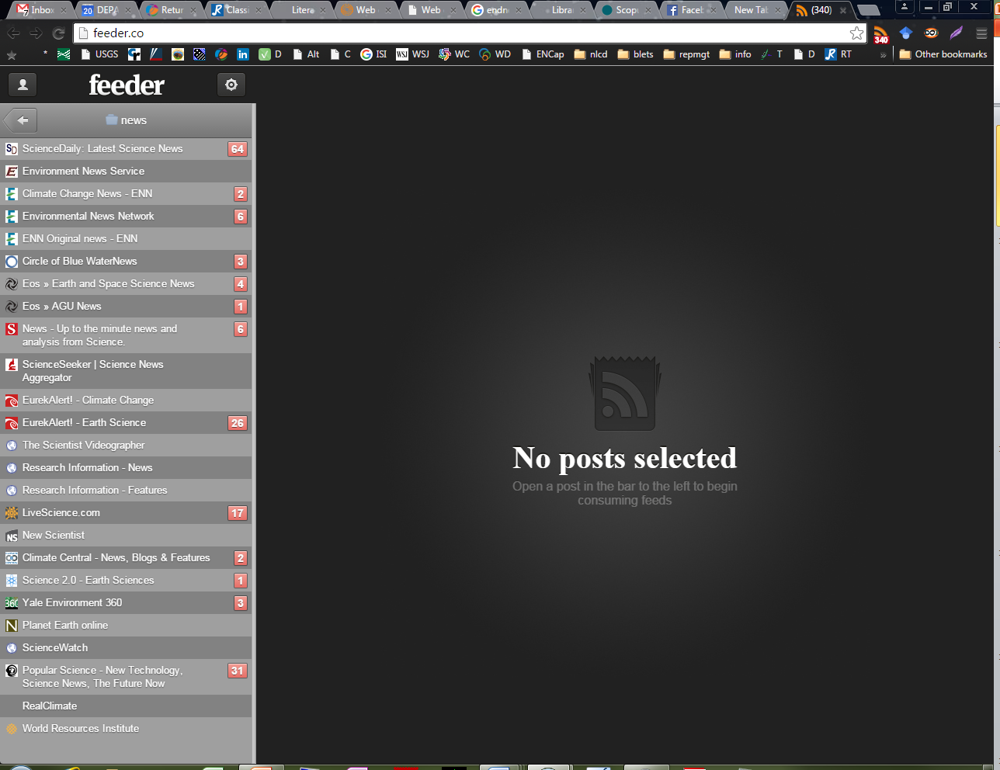 Inbox
DEPA
Retur
Classi
Litera
Web
Web
endn
Librar
Scopu
Faceb
New Tab
(340)
7
20
feeder.co
340
USGS
D
Alt
C
ISI
WSJ
WSJ
WC
WD
ENCap
nlcd
blets
repmgt
info
T
D
RT
»
Other bookmarks
feeder
news
ScienceDaily: Latest Science News 64
Environment News Service
Climate Change News - ENN 2
Environmental News Network 6
ENN Original news - ENN
Circle of Blue WaterNews 3
Eos » Earth and Space Science News 4
Eos » AGU News 1
News - Up to the minute news and 6
analysis from Science.
ScienceSeeker | Science News
Aggregator
EurekAlert! - Climate Change
EurekAlert! - Earth Science 26
The Scientist Videographer
Research Information - News
Research Information - Features
LiveScience.com 17
New Scientist
Climate Central - News, Blogs & Features 2
Science 2.0 - Earth Sciences 1
Yale Environment 360 3
Planet Earth online
ScienceWatch
Popular Science - New Technology, 31
Science News, The Future Now
RealClimate
World Resources Institute
No posts selected
Open a post in the bar to the left to begin
consuming feeds